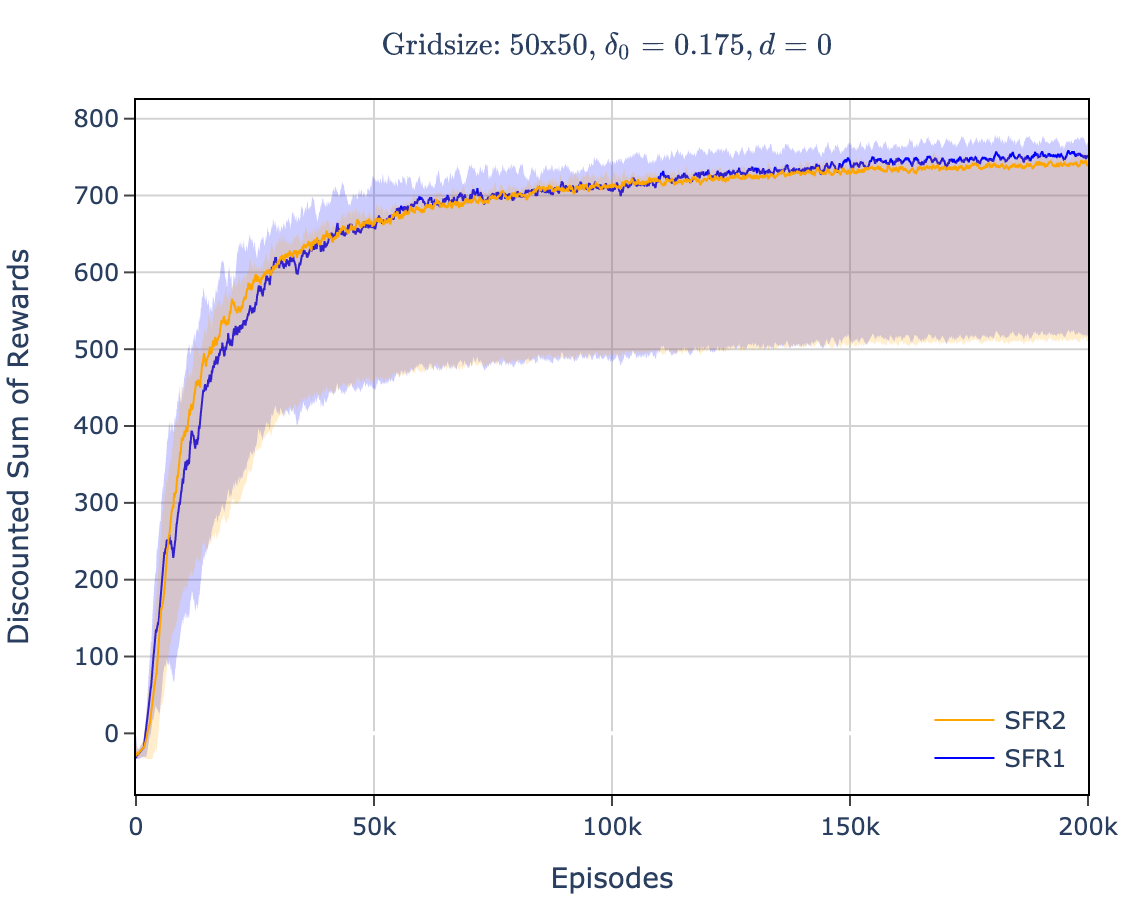 Gridsize: 50x50, δ₀ = 0.175, d = 0
Discounted Sum of Rewards
800
700
600
500
400
300
200
100
0
SFR2
SFR1
0
50k
100k
150k
200k
Episodes